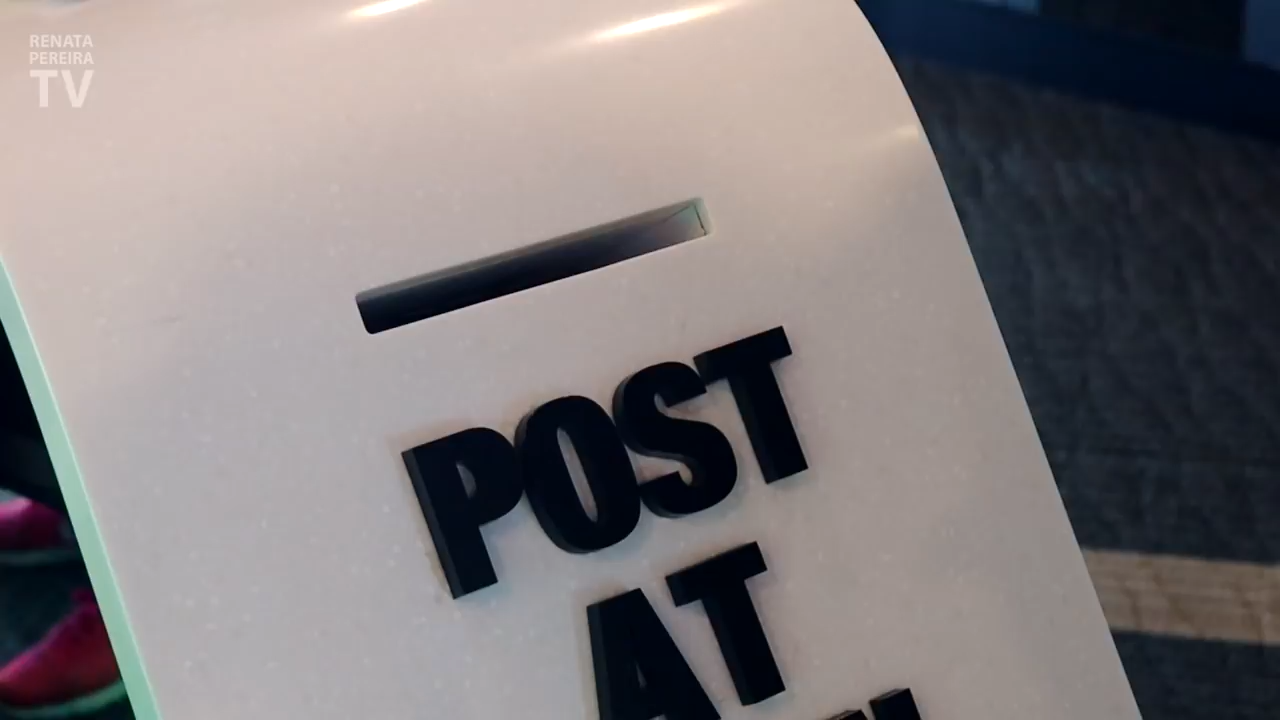 RENATA
PEREIRA
TV
POST
AT